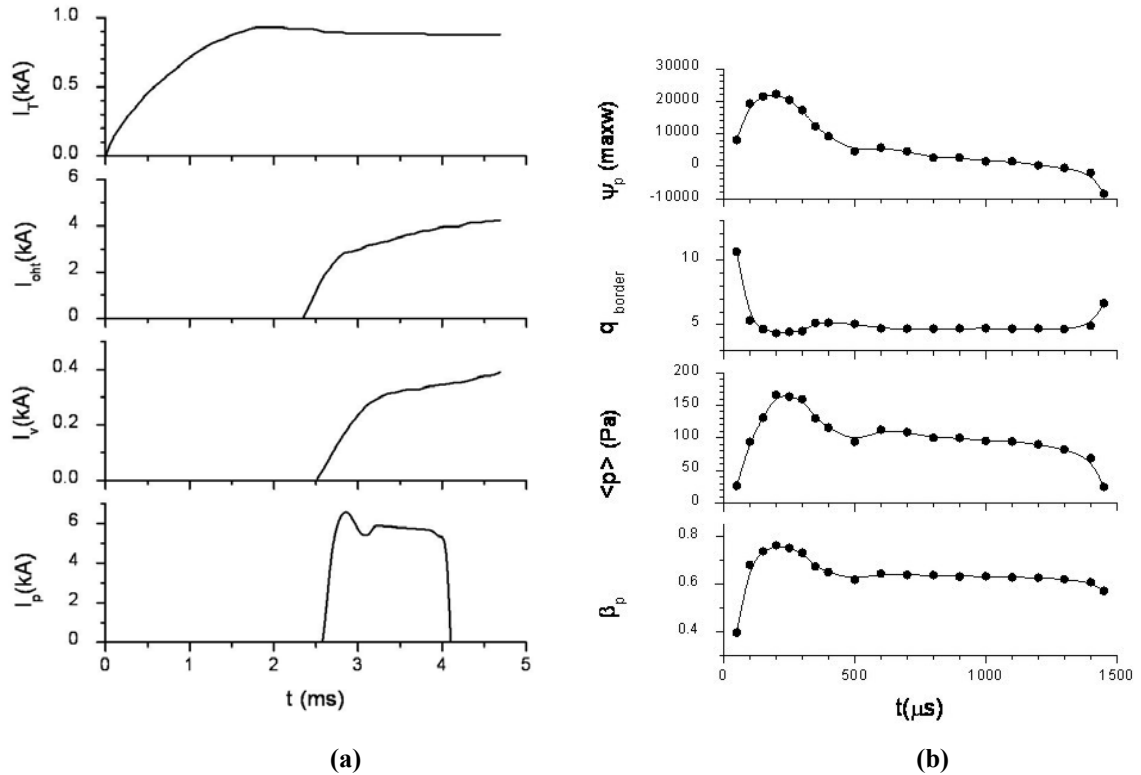 I_T(kA)
1.0
0.5
0.0
I_oht(kA)
6
4
2
0
I_v(kA)
0.4
0.2
0.0
I_p(kA)
6
4
2
0
0 1 2 3 4 5
t (ms)
(a)
Ψ_p (maxw)
30000
20000
10000
0
-10000
q_border
10
5
<p> (Pa)
200
150
100
50
0
β_p
0.8
0.6
0.4
0 500 1000 1500
t(μs)
(b)